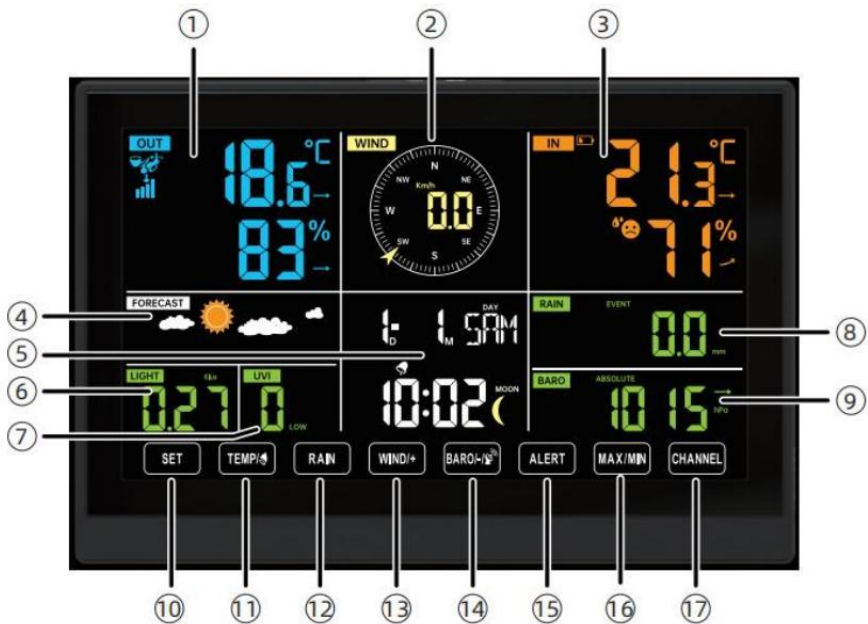 ① ② ③
OUT 18.6 °C
83 %
WIND
N
NW NE
Km/h
W 0.0 E
SW SE
S
IN 21.3 °C
71 %
④ FORECAST
⑤
1- D 1 M DAY SAM
10:02 MOON
⑥ LIGHT Klux
0.27
⑦ UVI
0 LOW
RAIN EVENT
0.0 mm ⑧
BARO ABSOLUTE
1015 hPa ⑨
SET TEMP/ RAIN WIND/+ BARO/-/ ALERT MAX/MIN CHANNEL
⑩ ⑪ ⑫ ⑬ ⑭ ⑮ ⑯ ⑰